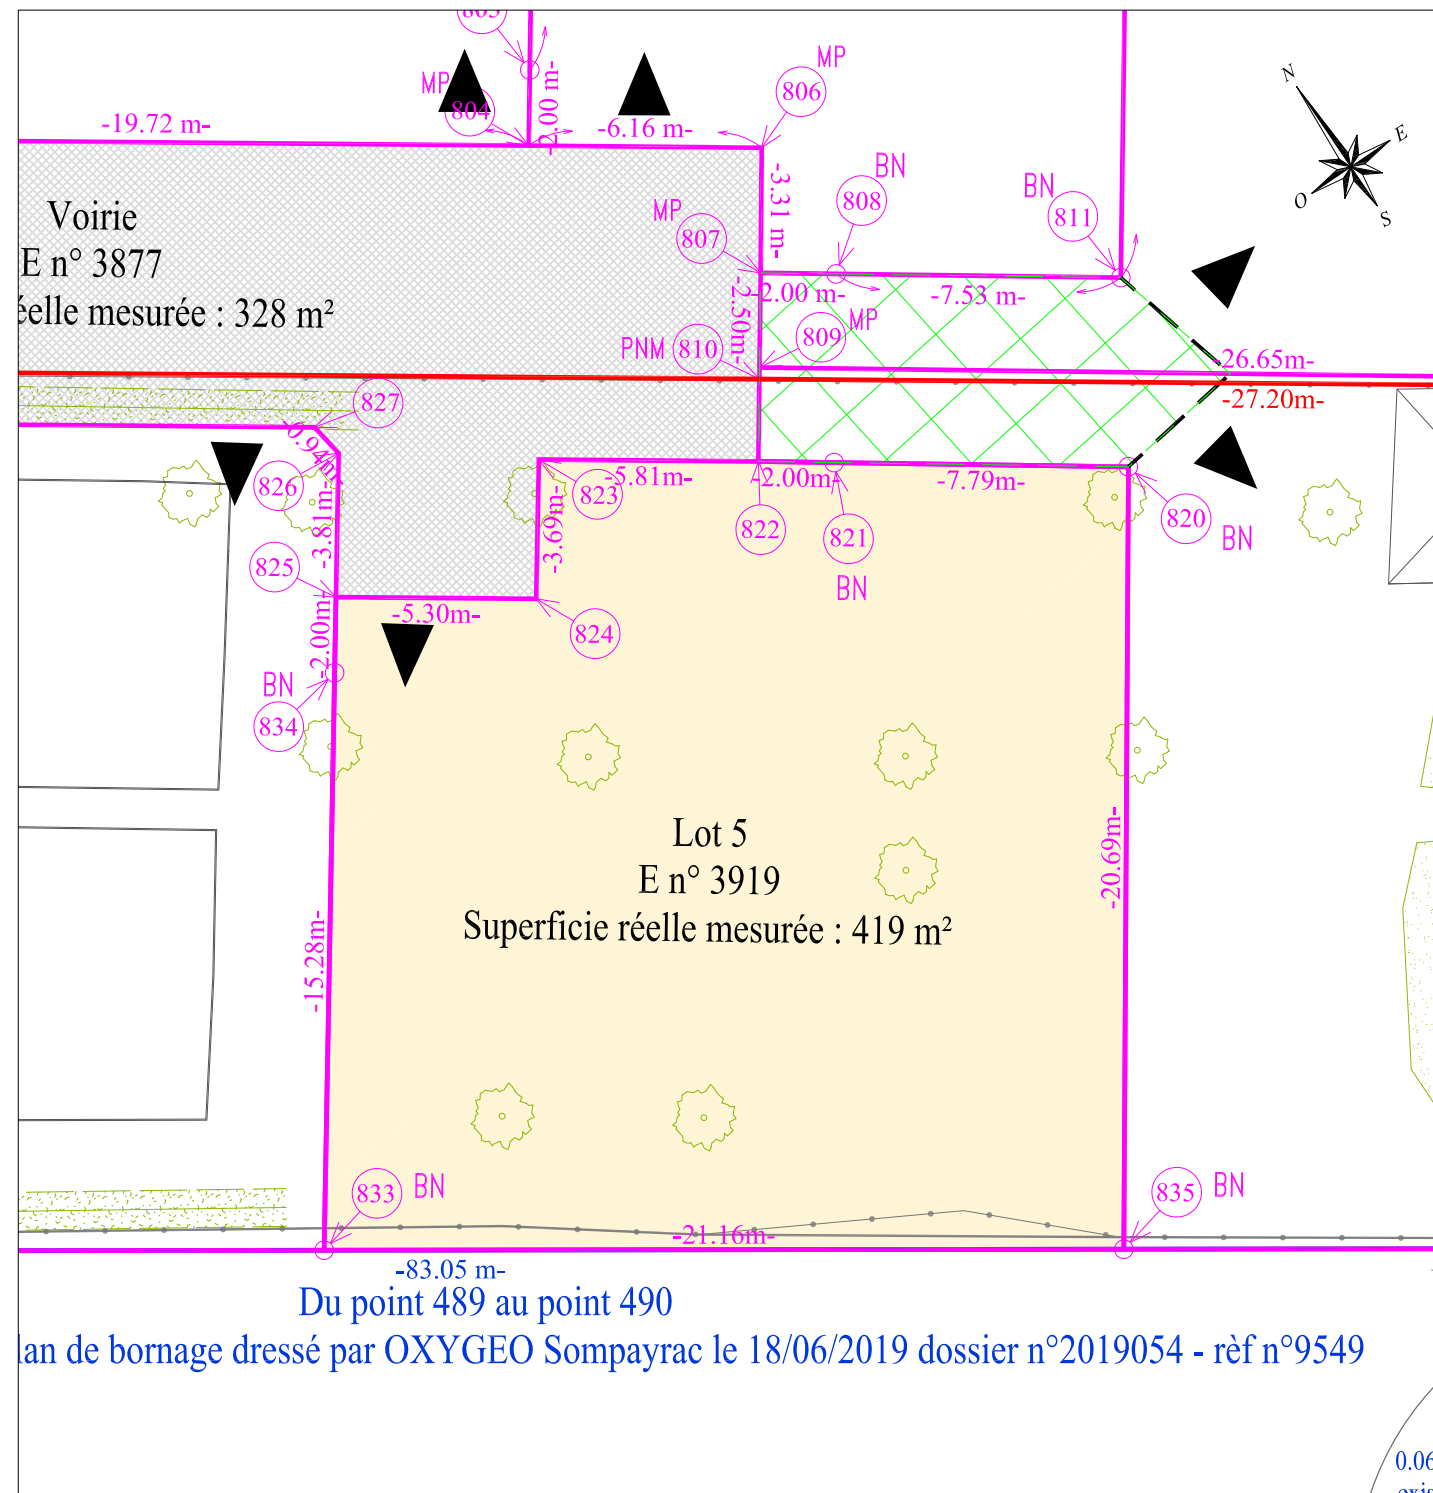 MP
804
-2.00 m-
-19.72 m-
-6.16 m-
MP
806
N
E
O
S
BN
808
BN
811
-3.31 m-
MP
807
Voirie
E n° 3877
éelle mesurée : 328 m²
-2.00 m-
-7.53 m-
-2.50m-
809
MP
PNM
810
-26.65m-
-27.20m-
827
-0.94m-
826
823
-5.81m-
-2.00m-
-7.79m-
-3.81m-
-3.69m-
822
821
BN
820
BN
825
-5.30m-
824
-2.00m-
BN
834
Lot 5
E n° 3919
Superficie réelle mesurée : 419 m²
-20.69m-
-15.28m-
833
BN
835
BN
-21.16m-
-83.05 m-
Du point 489 au point 490
lan de bornage dressé par OXYGEO Sompayrac le 18/06/2019 dossier n°2019054 - rèf n°9549
0.06